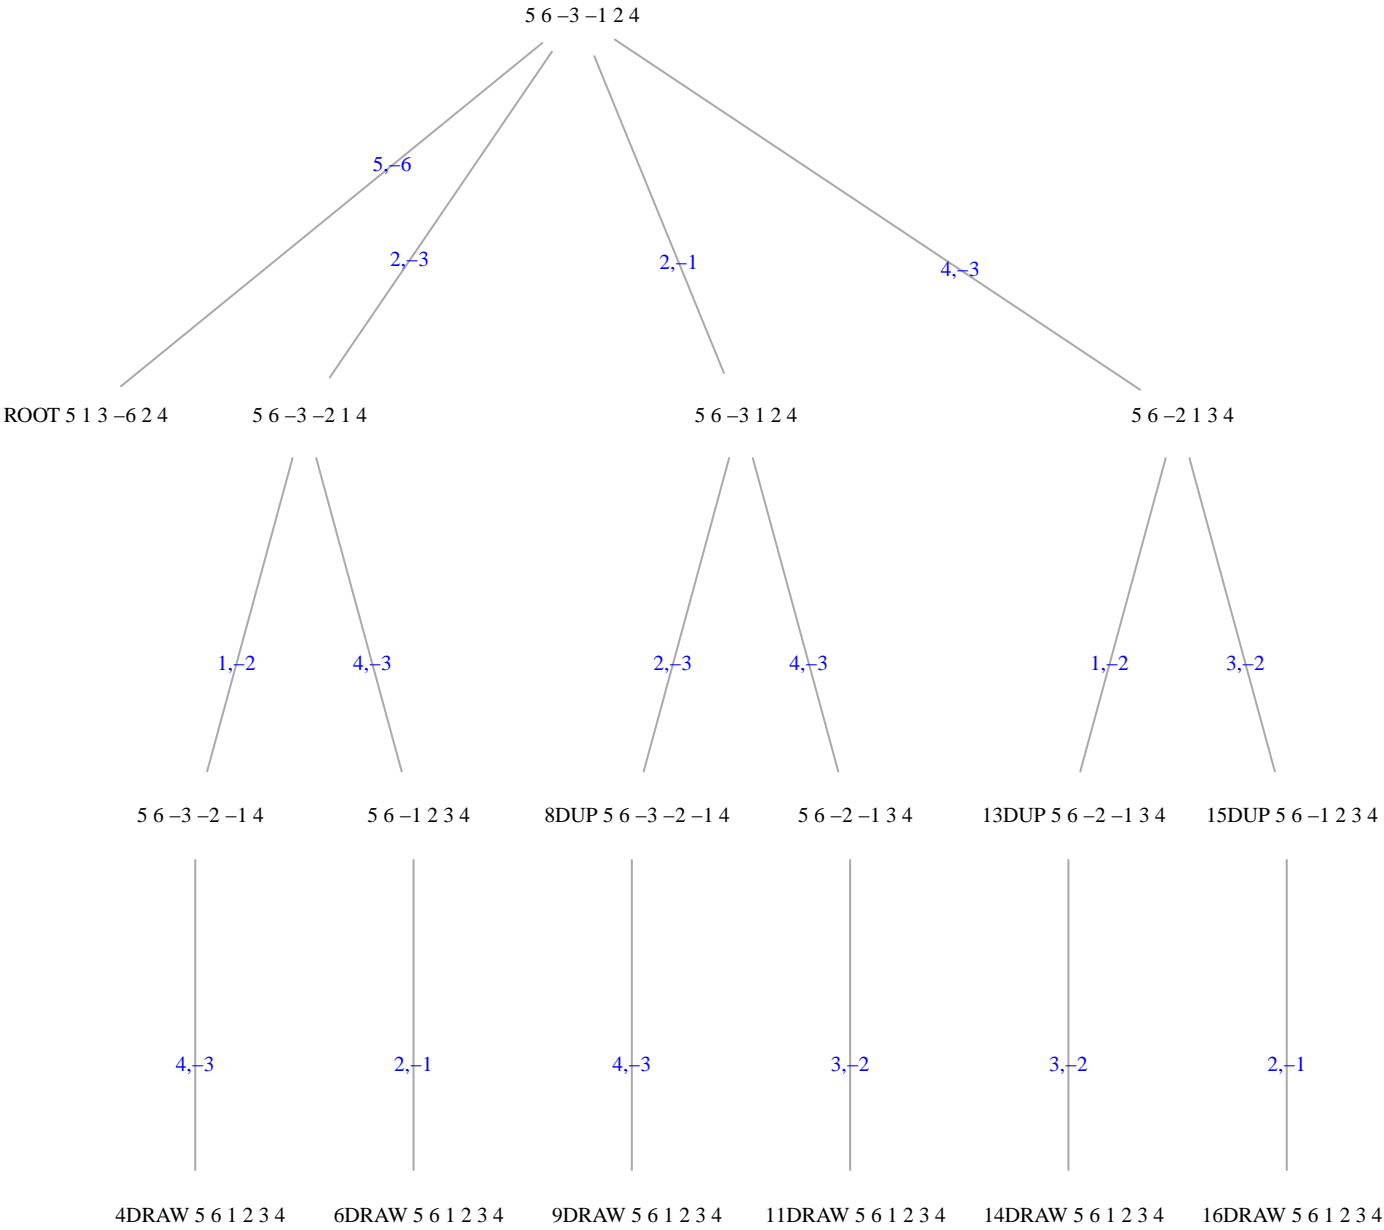 5 6 –3 –1 2 4
5,–6
2,–3
2,–1
4,–3
ROOT 5 1 3 –6 2 4
5 6 –3 –2 1 4
5 6 –3 1 2 4
5 6 –2 1 3 4
1,–2
4,–3
2,–3
4,–3
1,–2
3,–2
5 6 –3 –2 –1 4
5 6 –1 2 3 4
8DUP 5 6 –3 –2 –1 4
5 6 –2 –1 3 4
13DUP 5 6 –2 –1 3 4
15DUP 5 6 –1 2 3 4
4,–3
2,–1
4,–3
3,–2
3,–2
2,–1
4DRAW 5 6 1 2 3 4
6DRAW 5 6 1 2 3 4
9DRAW 5 6 1 2 3 4
11DRAW 5 6 1 2 3 4
14DRAW 5 6 1 2 3 4
16DRAW 5 6 1 2 3 4